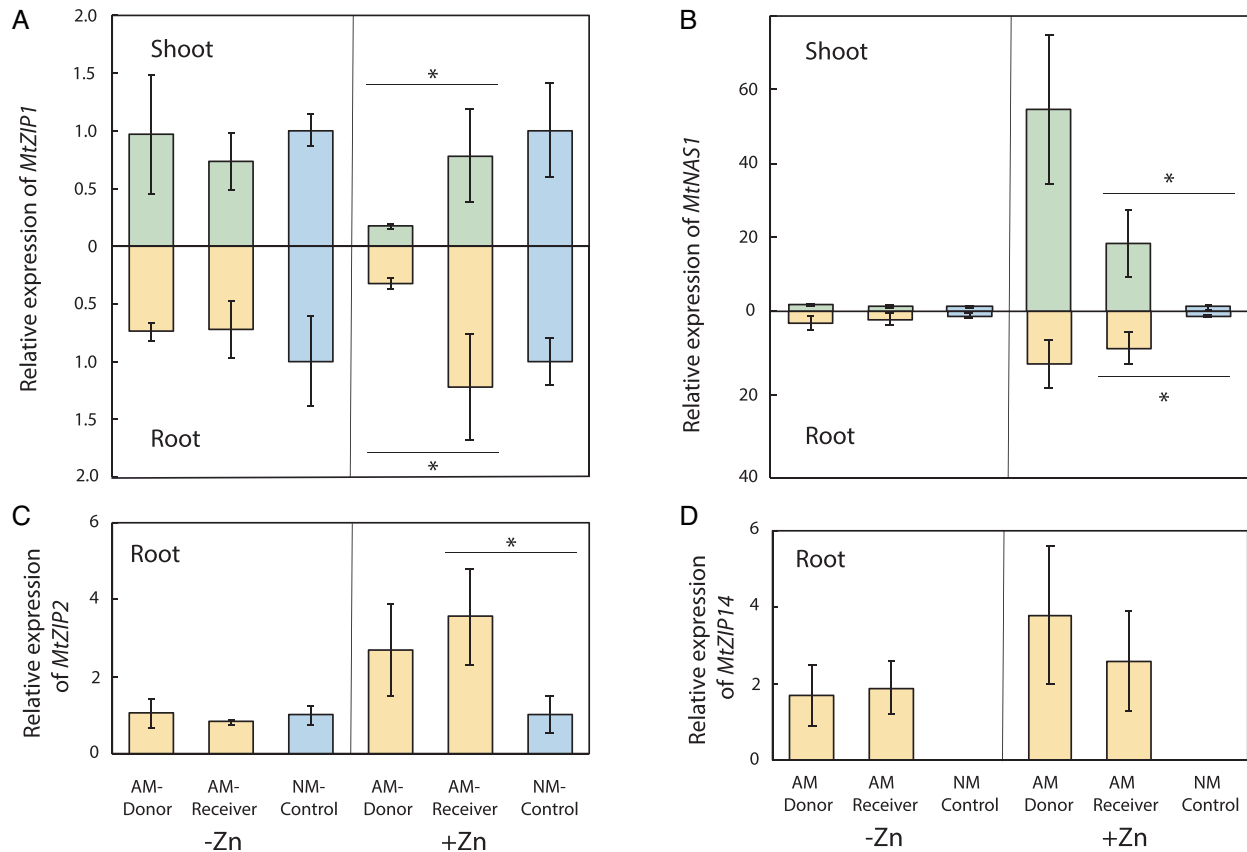 A
Relative expression of MtZIP1
2.0
1.5
1.0
0.5
0
0.5
1.0
1.5
2.0
Shoot
Root
*
*
B
Relative expression of MtNAS1
60
40
20
0
20
40
Shoot
Root
*
*
C
Relative expression
of MtZIP2
6
4
2
0
Root
*
AM-
Donor
AM-
Receiver
NM-
Control
AM-
Donor
AM-
Receiver
NM-
Control
-Zn
+Zn
D
Relative expression
of MtZIP14
6
4
2
0
Root
AM
Donor
AM
Receiver
NM
Control
AM
Donor
AM
Receiver
NM
Control
-Zn
+Zn